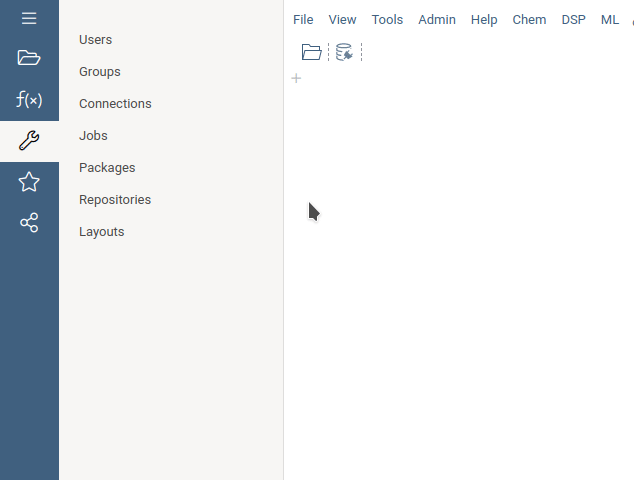 File View Tools Admin Help Chem DSP ML
f(×)
Users
Groups
Connections
Jobs
Packages
Repositories
Layouts